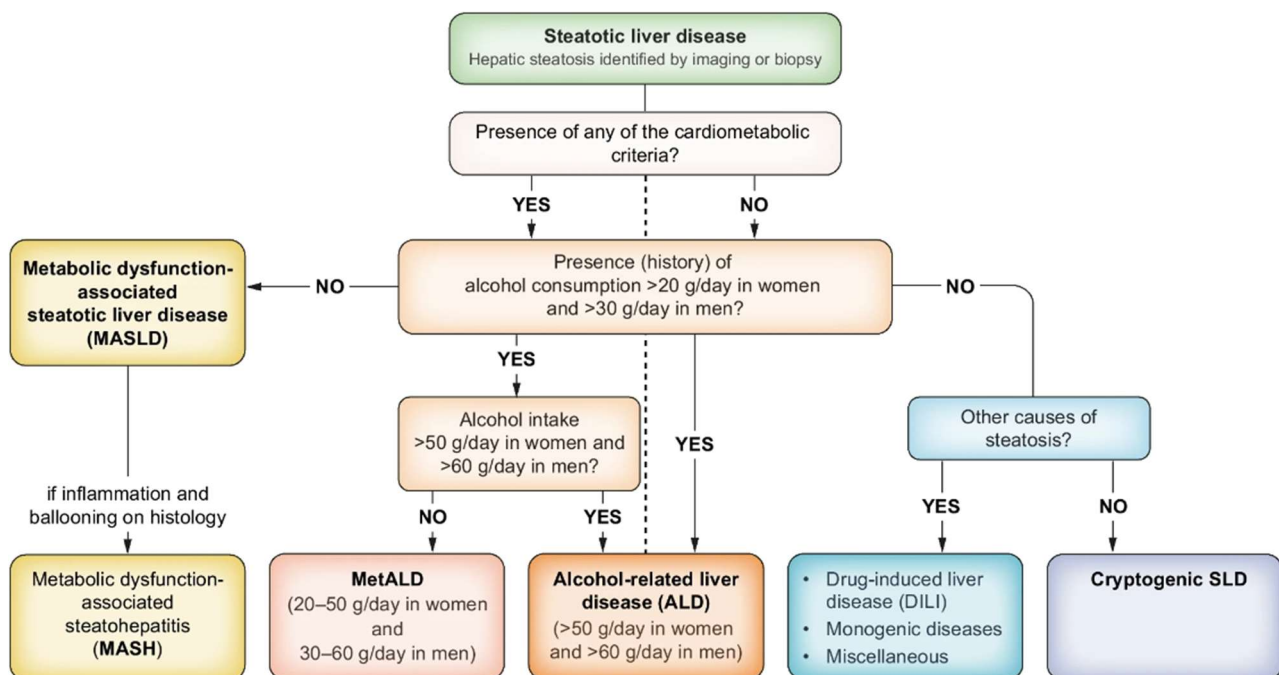 Steatotic liver disease
Hepatic steatosis identified by imaging or biopsy
Presence of any of the cardiometabolic
criteria?
YES
NO
Metabolic dysfunction-
associated
steatotic liver disease
(MASLD)
NO
Presence (history) of
alcohol consumption >20 g/day in women
and >30 g/day in men?
NO
YES
Alcohol intake
>50 g/day in women and
>60 g/day in men?
YES
Other causes of
steatosis?
if inflammation and
ballooning on histology
NO
YES
YES
NO
Metabolic dysfunction-
associated
steatohepatitis
(MASH)
MetALD
(20–50 g/day in women
and
30–60 g/day in men)
Alcohol-related liver
disease (ALD)
(>50 g/day in women
and >60 g/day in men)
• Drug-induced liver
disease (DILI)
• Monogenic diseases
• Miscellaneous
Cryptogenic SLD